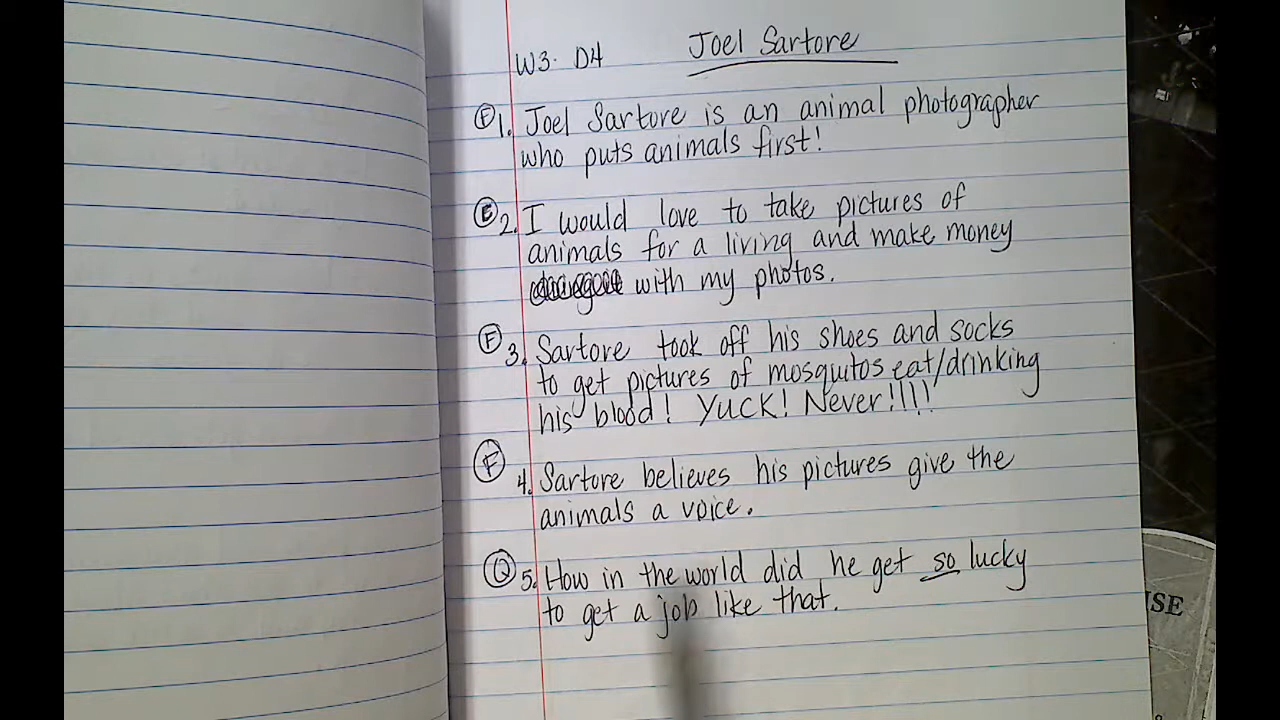 W3. D4 Joel Sartore
Ⓕ 1. Joel Sartore is an animal photographer
who puts animals first!
Ⓔ 2. I would love to take pictures of
animals for a living and make money
with my photos.
Ⓕ 3. Sartore took off his shoes and socks
to get pictures of mosquitos eat/drinking
his blood! Yuck! Never!!!!
Ⓕ 4. Sartore believes his pictures give the
animals a voice.
Ⓠ 5. How in the world did he get so lucky
to get a job like that.